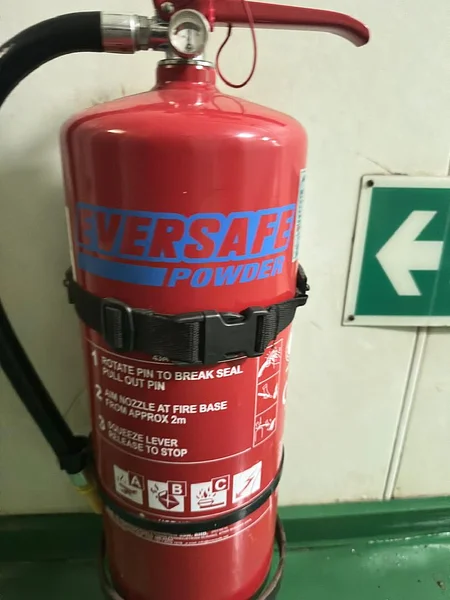 EVERSAFE
POWDER
1 ROTATE PIN TO BREAK SEAL
PULL OUT PIN
2 AIM NOZZLE AT FIRE BASE
FROM APPROX 2m
3 SQUEEZE LEVER
RELEASE TO STOP
A B C